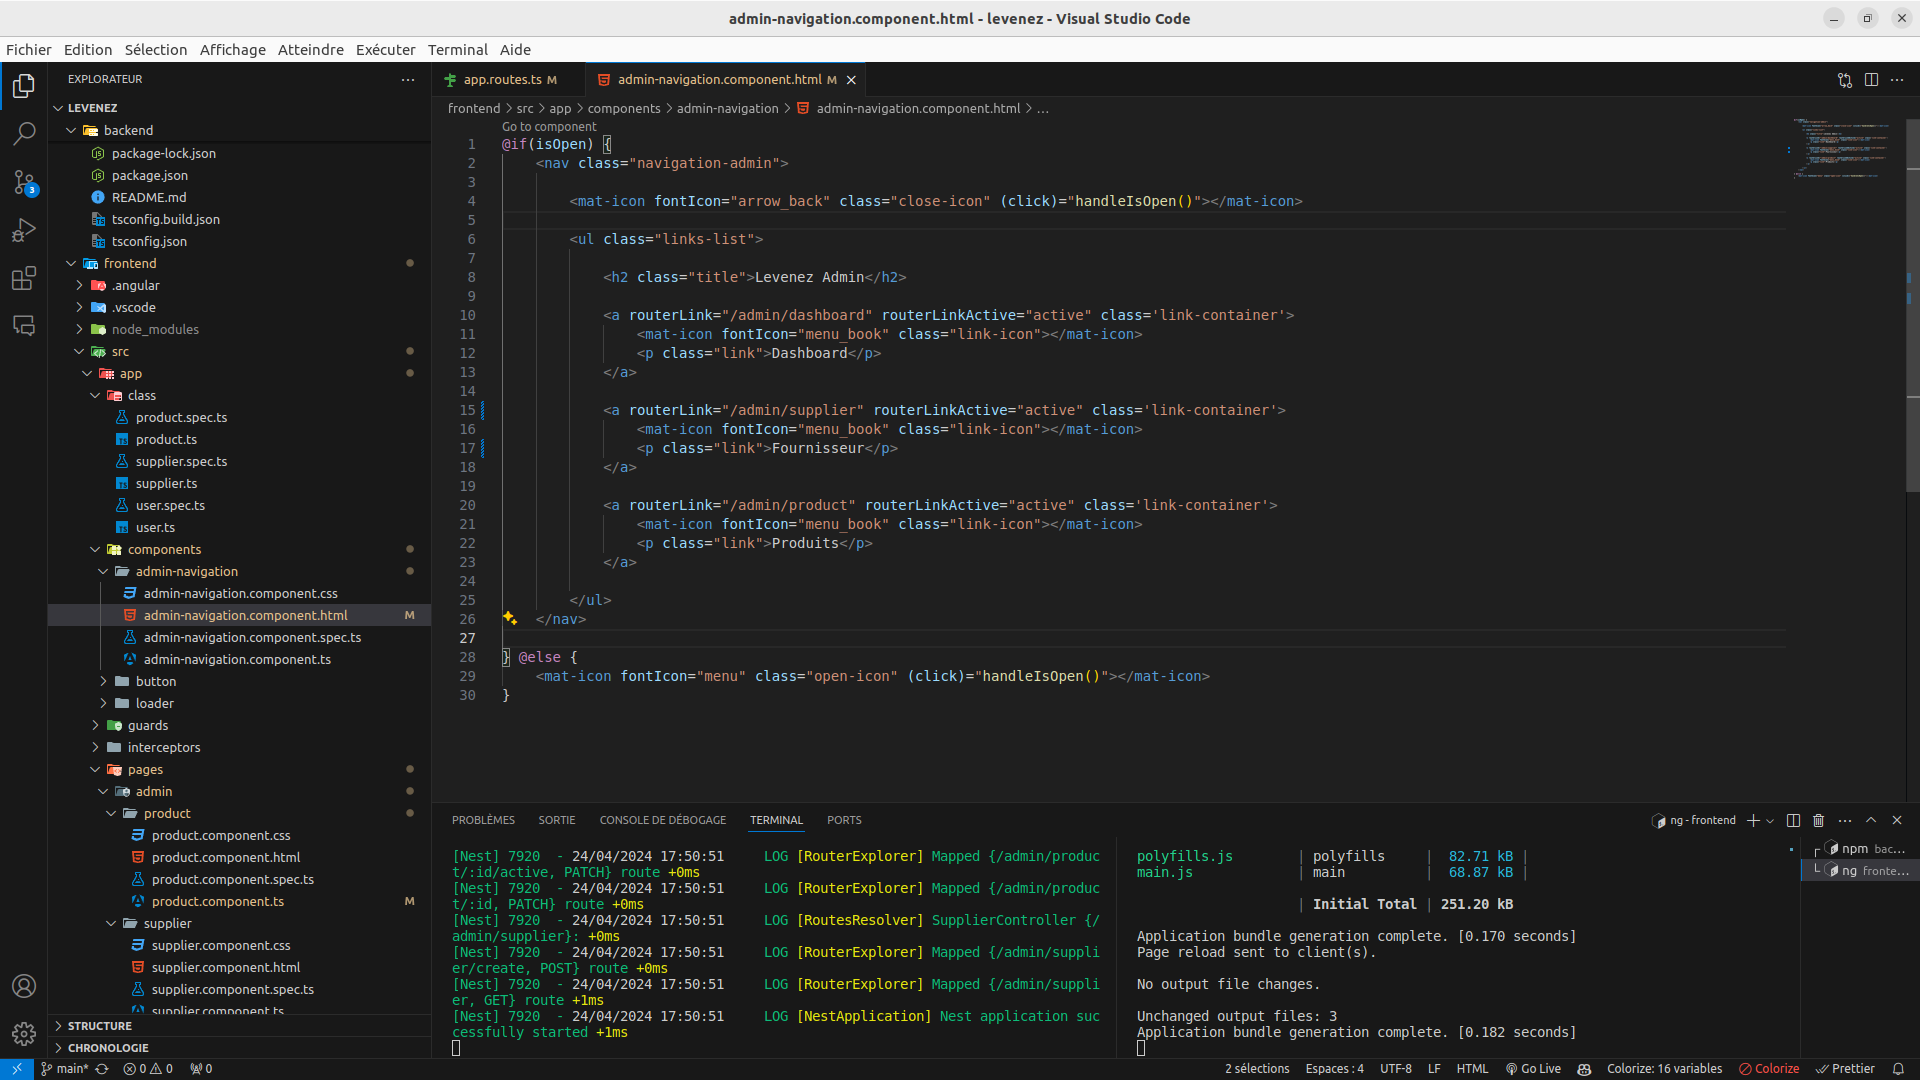 admin-navigation.component.html - levenez - Visual Studio Code
Fichier Edition Sélection Affichage Atteindre Exécuter Terminal Aide
EXPLORATEUR
LEVENEZ
backend
package-lock.json
package.json
README.md
tsconfig.build.json
tsconfig.json
frontend
.angular
.vscode
node_modules
src
app
class
product.spec.ts
product.ts
supplier.spec.ts
supplier.ts
user.spec.ts
user.ts
components
admin-navigation
admin-navigation.component.css
admin-navigation.component.html M
admin-navigation.component.spec.ts
admin-navigation.component.ts
button
loader
guards
interceptors
pages
admin
product
product.component.css
product.component.html
product.component.spec.ts
product.component.ts M
supplier
supplier.component.css
supplier.component.html
supplier.component.spec.ts
supplier.component.ts
STRUCTURE
CHRONOLOGIE
3
app.routes.ts M
admin-navigation.component.html M
frontend > src > app > components > admin-navigation > admin-navigation.component.html > ...
Go to component
1 @if(isOpen) {
2 <nav class="navigation-admin">
3
4 <mat-icon fontIcon="arrow_back" class="close-icon" (click)="handleIsOpen()"></mat-icon>
5
6 <ul class="links-list">
7
8 <h2 class="title">Levenez Admin</h2>
9
10 <a routerLink="/admin/dashboard" routerLinkActive="active" class='link-container'>
11 <mat-icon fontIcon="menu_book" class="link-icon"></mat-icon>
12 <p class="link">Dashboard</p>
13 </a>
14
15 <a routerLink="/admin/supplier" routerLinkActive="active" class='link-container'>
16 <mat-icon fontIcon="menu_book" class="link-icon"></mat-icon>
17 <p class="link">Fournisseur</p>
18 </a>
19
20 <a routerLink="/admin/product" routerLinkActive="active" class='link-container'>
21 <mat-icon fontIcon="menu_book" class="link-icon"></mat-icon>
22 <p class="link">Produits</p>
23 </a>
24
25 </ul>
26 </nav>
27
28 } @else {
29 <mat-icon fontIcon="menu" class="open-icon" (click)="handleIsOpen()"></mat-icon>
30 }
PROBLÈMES SORTIE CONSOLE DE DÉBOGAGE TERMINAL PORTS
ng - frontend
[Nest] 7920 - 24/04/2024 17:50:51 LOG [RouterExplorer] Mapped {/admin/produc
t/:id/active, PATCH} route +0ms
[Nest] 7920 - 24/04/2024 17:50:51 LOG [RouterExplorer] Mapped {/admin/produc
t/:id, PATCH} route +0ms
[Nest] 7920 - 24/04/2024 17:50:51 LOG [RoutesResolver] SupplierController {/
admin/supplier}: +0ms
[Nest] 7920 - 24/04/2024 17:50:51 LOG [RouterExplorer] Mapped {/admin/suppli
er/create, POST} route +0ms
[Nest] 7920 - 24/04/2024 17:50:51 LOG [RouterExplorer] Mapped {/admin/suppli
er, GET} route +1ms
[Nest] 7920 - 24/04/2024 17:50:51 LOG [NestApplication] Nest application suc
cessfully started +1ms
polyfills.js | polyfills | 82.71 kB |
main.js | main | 68.87 kB |
| Initial Total | 251.20 kB
Application bundle generation complete. [0.170 seconds]
Page reload sent to client(s).
No output file changes.
Unchanged output files: 3
Application bundle generation complete. [0.182 seconds]
npm bac...
ng fronte...
main* 0 0 0
2 sélections Espaces : 4 UTF-8 LF HTML Go Live Colorize: 16 variables Colorize Prettier